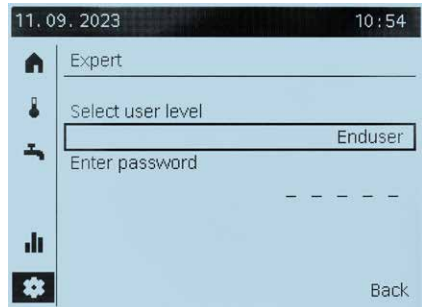 11.09.2023 10:54
Expert
Select user level
Enduser
Enter password
- - - - -
Back